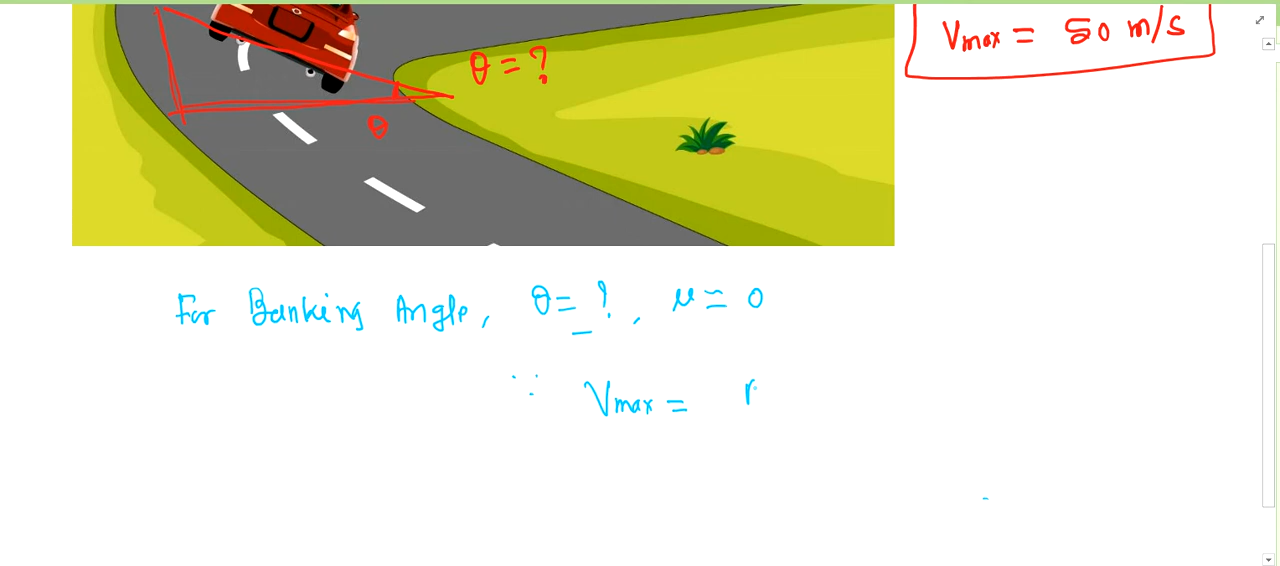 Vmax = 50 m/s
θ = ?
θ
For Banking Angle, θ = ?, μ = 0
∵ Vmax = r